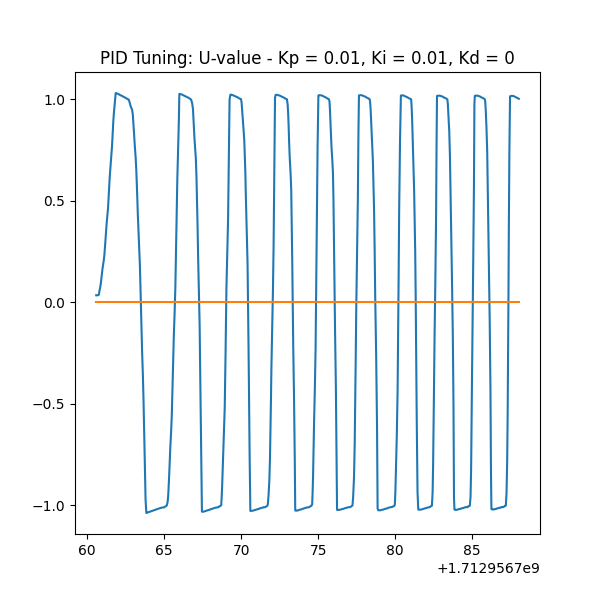 PID Tuning: U-value - Kp = 0.01, Ki = 0.01, Kd = 0
1.0
0.5
0.0
−0.5
−1.0
60 65 70 75 80 85
+1.7129567e9